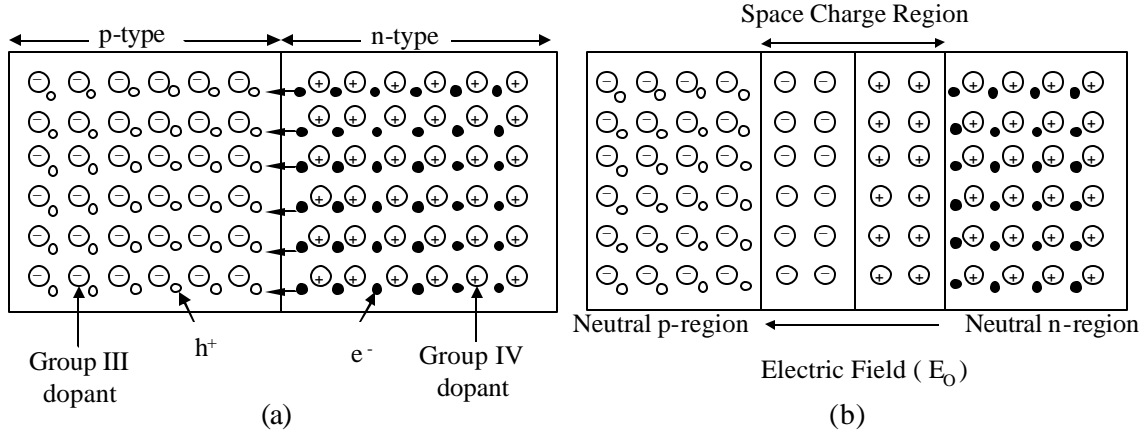 p-type
n-type
Group III
dopant
h+
e-
Group IV
dopant
(a)
Space Charge Region
Neutral p-region
Neutral n-region
Electric Field ( EO)
(b)